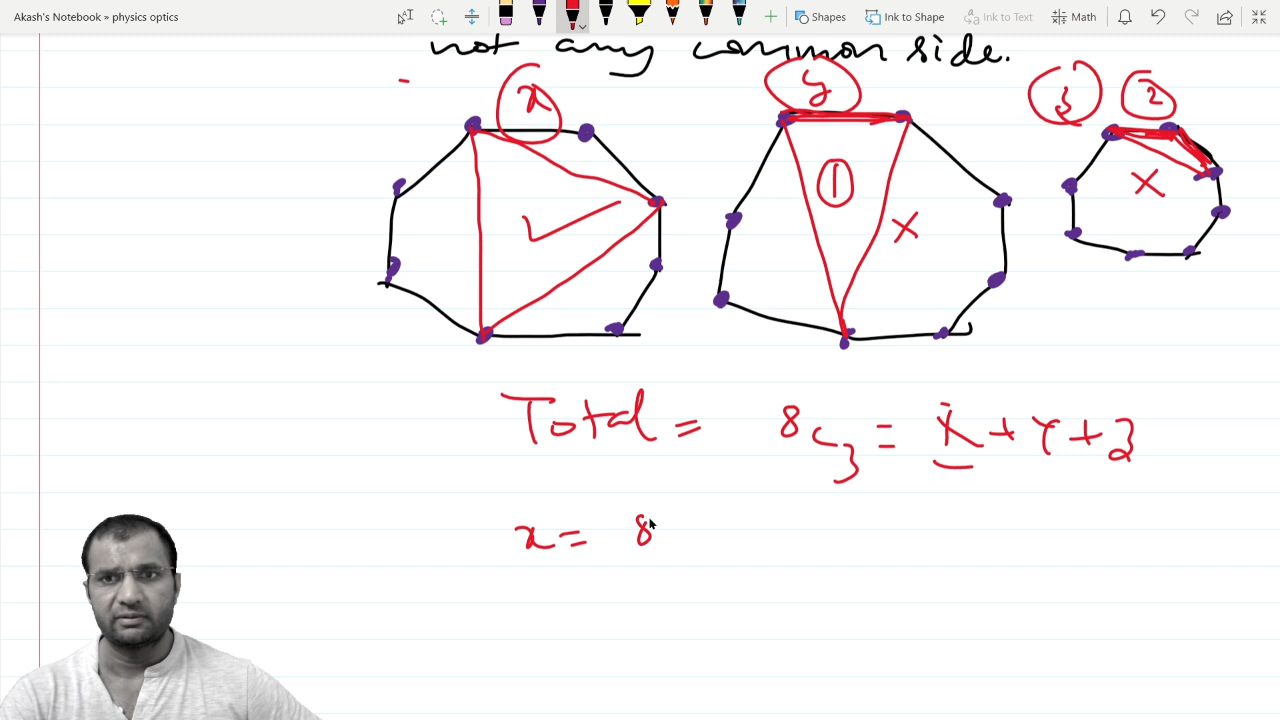 Akash's Notebook » physics optics
Shapes Ink to Shape Ink to Text Math
not any common side.
x y 3 2
1
Total = 8C3 = X + Y + 3
x = 8